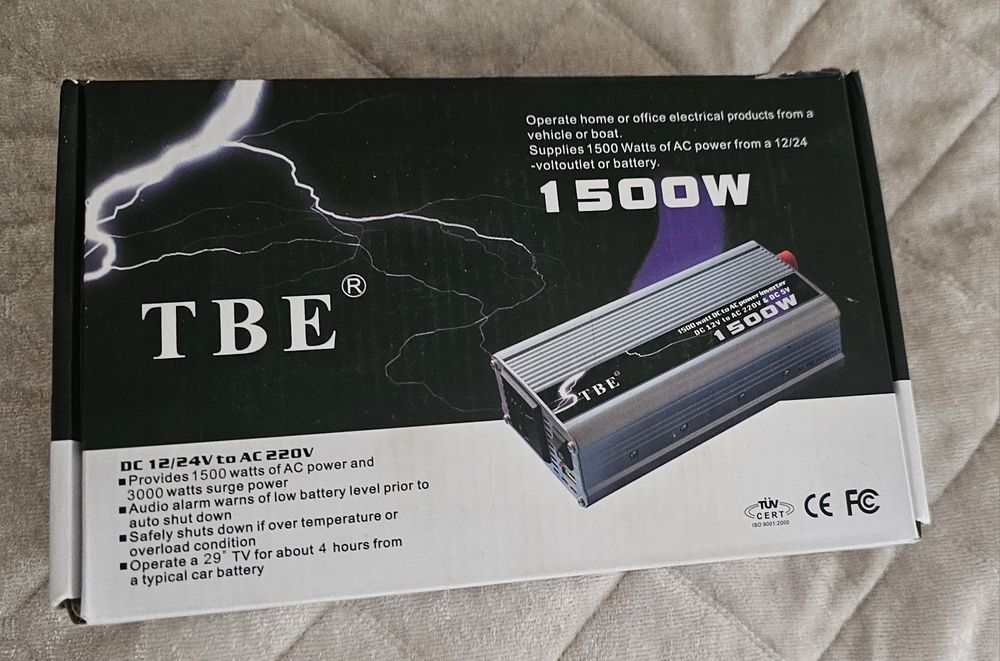 Operate home or office electrical products from a
vehicle or boat.
Supplies 1500 Watts of AC power from a 12/24
-voltoutlet or battery.
1500W
TBE®
1500 watt DC to AC power inverter
DC 12V to AC 220V & DC 5V
1500W
TBE®
DC 12/24V to AC 220V
■Provides 1500 watts of AC power and
3000 watts surge power
■Audio alarm warns of low battery level prior to
auto shut down
■Safely shuts down if over temperature or
overload condition
■Operate a 29" TV for about 4 hours from
a typical car battery
TÜV
CERT
ISO 9001:2000
CE FC